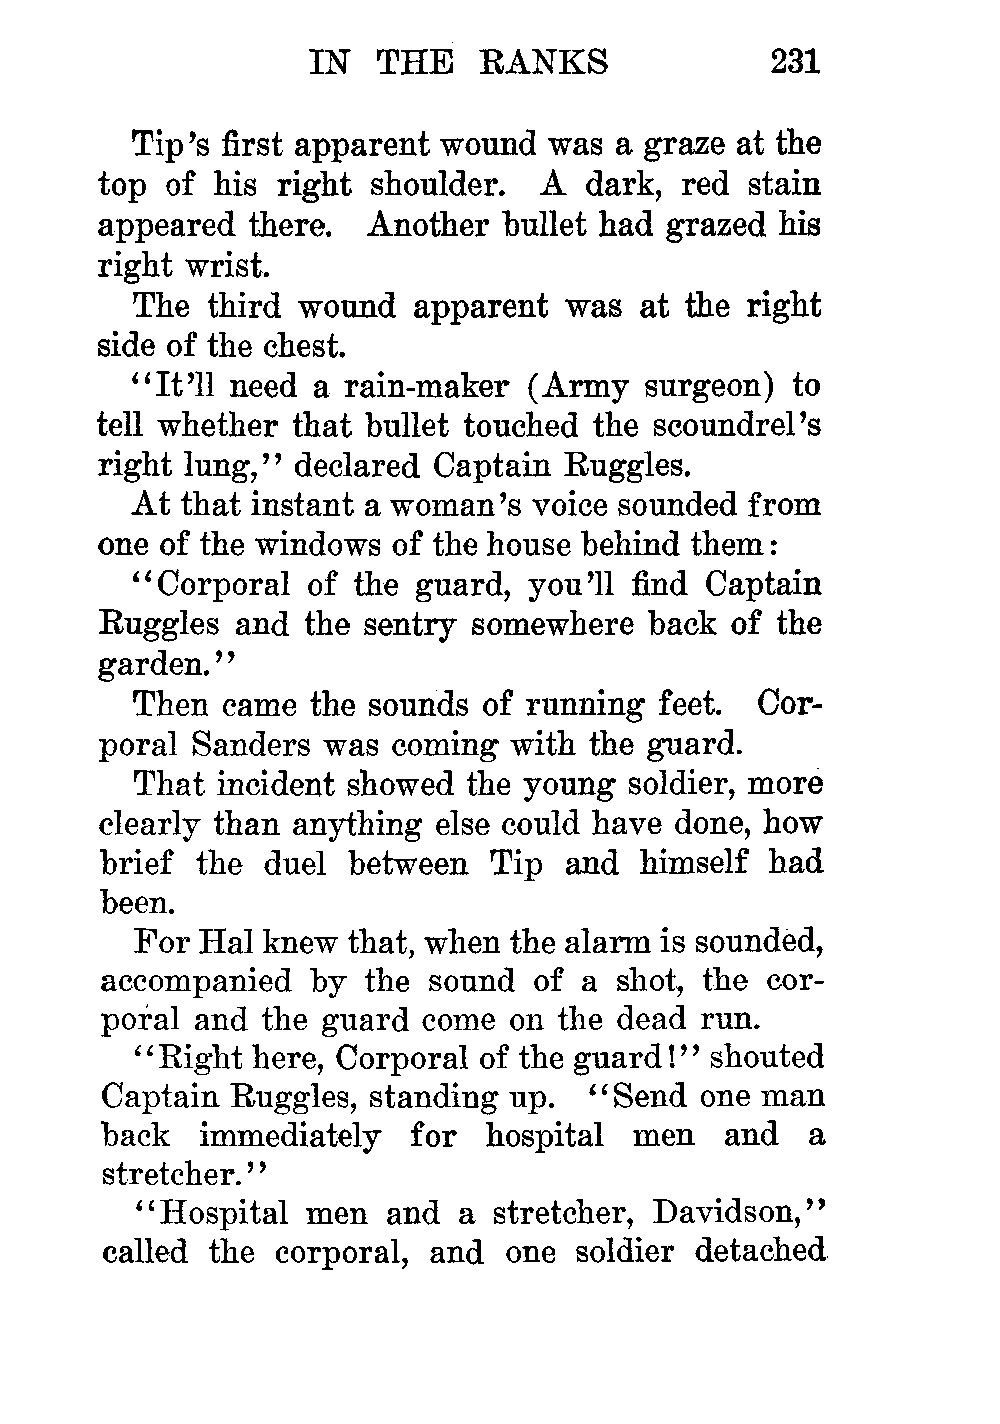 IN THE RANKS 231
Tip's first apparent wound was a graze at the
top of his right shoulder. A dark, red stain
appeared there. Another bullet had grazed his
right wrist.
The third wound apparent was at the right
side of the chest.
"It'll need a rain-maker (Army surgeon) to
tell whether that bullet touched the scoundrel's
right lung," declared Captain Ruggles.
At that instant a woman's voice sounded from
one of the windows of the house behind them:
"Corporal of the guard, you'll find Captain
Ruggles and the sentry somewhere back of the
garden."
Then came the sounds of running feet. Cor-
poral Sanders was coming with the guard.
That incident showed the young soldier, more
clearly than anything else could have done, how
brief the duel between Tip and himself had
been.
For Hal knew that, when the alarm is sounded,
accompanied by the sound of a shot, the cor-
poral and the guard come on the dead run.
"Right here, Corporal of the guard!" shouted
Captain Ruggles, standing up. "Send one man
back immediately for hospital men and a
stretcher."
"Hospital men and a stretcher, Davidson,"
called the corporal, and one soldier detached